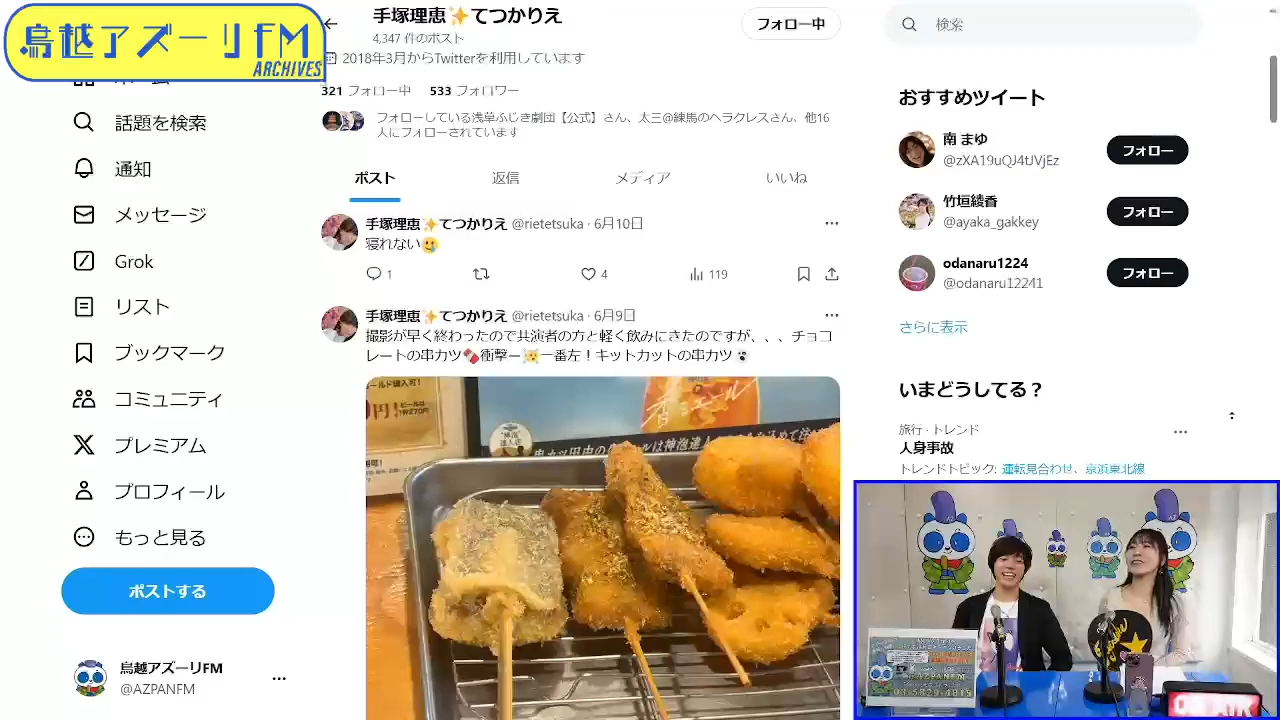 鳥越アズーリFM
ARCHIVES
手塚理恵✨てつかりえ
4,347 件のポスト
フォロー中
検索
2018年3月からTwitterを利用しています
321 フォロー中 533 フォロワー
フォローしている浅草ふじき劇団【公式】さん、太三@練馬のヘラクレスさん、他16
人にフォローされています
ポスト
返信
メディア
いいね
手塚理恵✨てつかりえ @rietetsuka · 6月10日
寝れない🥲
1
4
119
手塚理恵✨てつかりえ @rietetsuka · 6月9日
撮影が早く終わったので共演者の方と軽く飲みにきたのですが、、、チョコ
レートの串カツ🍫衝撃ー
一番左！キットカットの串カツ
話題を検索
通知
メッセージ
Grok
リスト
ブックマーク
コミュニティ
プレミアム
プロフィール
もっと見る
ポストする
鳥越アズーリFM
@AZPANFM
おすすめツイート
南 まゆ
@zXA19uQJ4tJVjEz
フォロー
竹垣綾香
@ayaka_gakkey
フォロー
odanaru1224
@odanaru12241
フォロー
さらに表示
いまどうしてる？
旅行・トレンド
人身事故
トレンドトピック: 運転見合わせ、京浜東北線
#AZPANFM
03-5829-4815
ON AIR